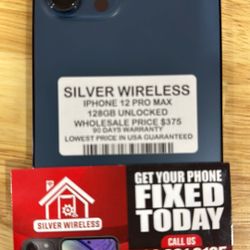 SILVER WIRELESS
IPHONE 12 PRO MAX
128GB UNLOCKED
WHOLESALE PRICE $375
90 DAYS WARRANTY
LOWEST PRICE IN USA GUARANTEED
SILVER WIRELESS
GET YOUR PHONE
FIXED
TODAY
CALL US